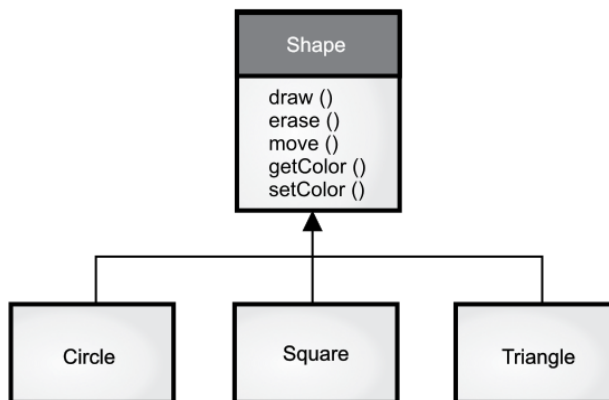 Shape
draw ()
erase ()
move ()
getColor ()
setColor ()
Circle
Square
Triangle